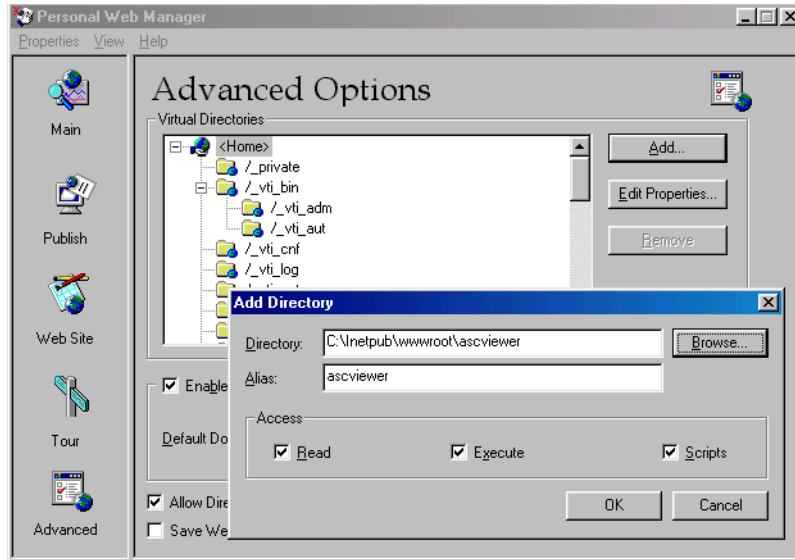 Personal Web Manager
Properties View Help
Main
Publish
Web Site
Tour
Advanced
Advanced Options
Virtual Directories
<Home>
/_private
/_vti_bin
/_vti_adm
/_vti_aut
/_vti_cnf
/_vti_log
Add...
Edit Properties...
Remove
Enable
Default Do
Allow Dire
Save We
Add Directory
Directory: C:\Inetpub\wwwroot\ascviewer
Browse...
Alias: ascviewer
Access
Read Execute Scripts
OK Cancel